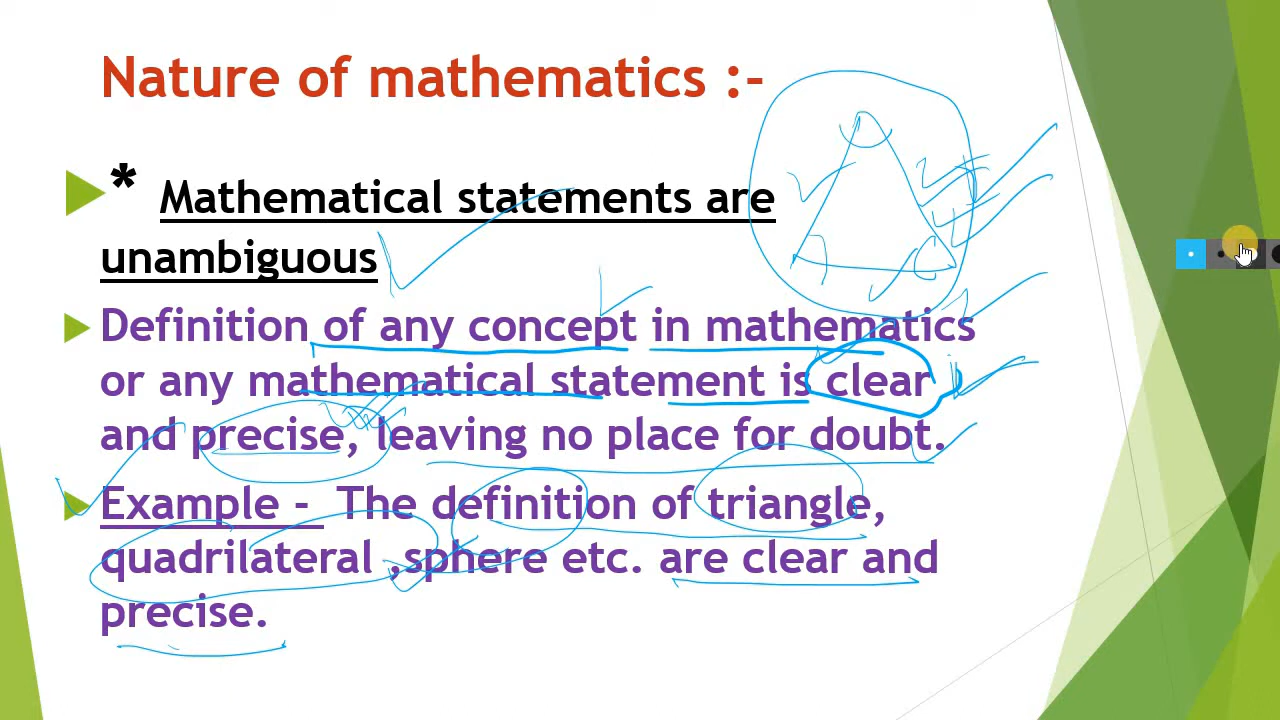 Nature of mathematics :-
* Mathematical statements are
unambiguous
Definition of any concept in mathematics
or any mathematical statement is clear
and precise, leaving no place for doubt.
Example - The definition of triangle,
quadrilateral ,sphere etc. are clear and
precise.